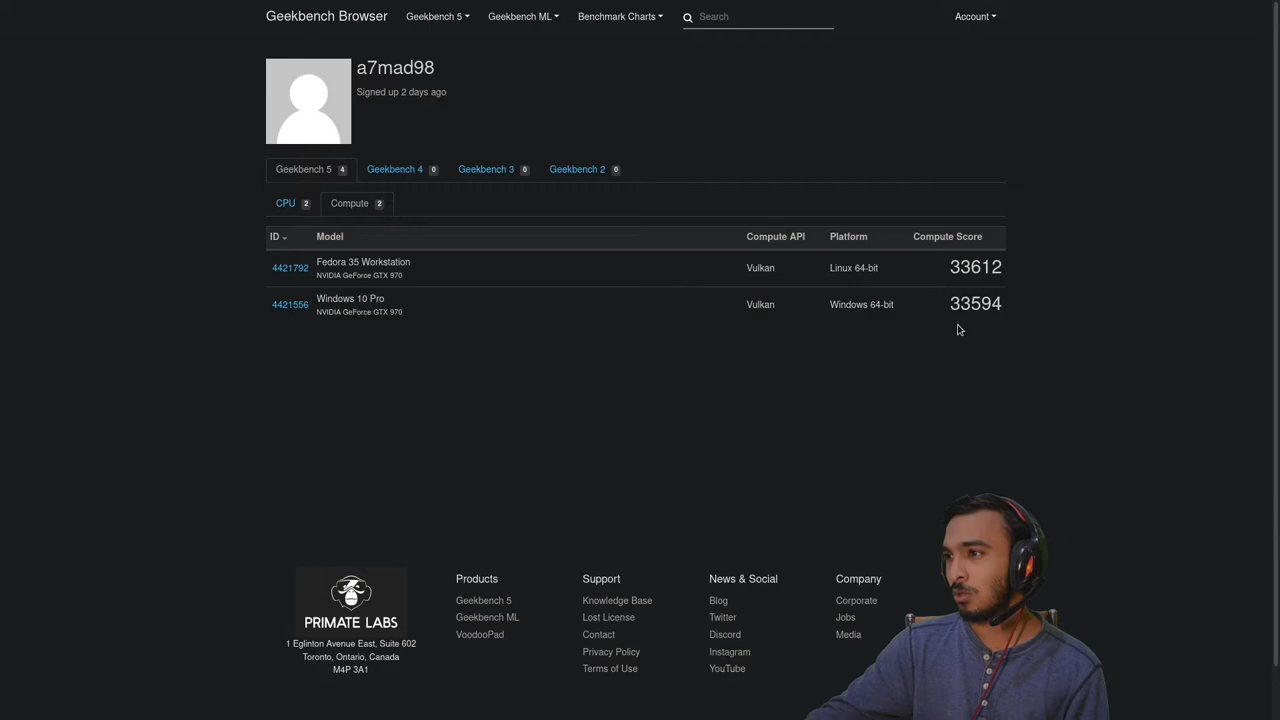 Geekbench Browser Geekbench 5 Geekbench ML Benchmark Charts Search Account
a7mad98
Signed up 2 days ago
Geekbench 5 4 Geekbench 4 0 Geekbench 3 0 Geekbench 2 0
CPU 2 Compute 2
ID Model Compute API Platform Compute Score
4421792 Fedora 35 Workstation Vulkan Linux 64-bit 33612
NVIDIA GeForce GTX 970
4421556 Windows 10 Pro Vulkan Windows 64-bit 33594
NVIDIA GeForce GTX 970
PRIMATE LABS
1 Eglinton Avenue East, Suite 602
Toronto, Ontario, Canada
M4P 3A1
Products
Geekbench 5
Geekbench ML
VoodooPad
Support
Knowledge Base
Lost License
Contact
Privacy Policy
Terms of Use
News & Social
Blog
Twitter
Discord
Instagram
YouTube
Company
Corporate
Jobs
Media